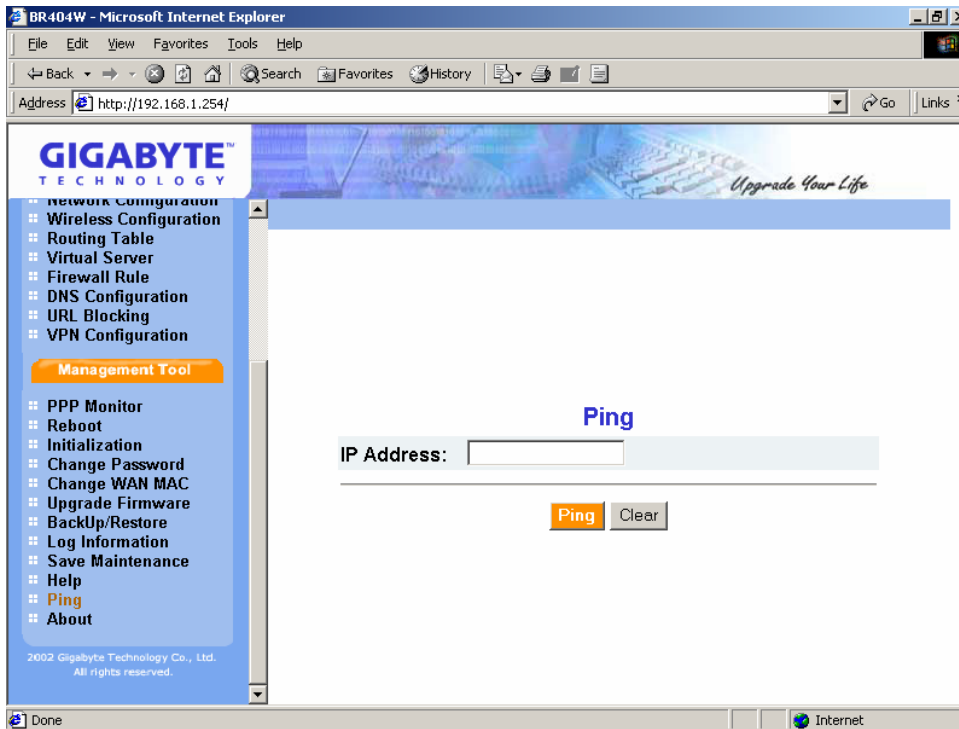 BR404W - Microsoft Internet Explorer
File Edit View Favorites Tools Help
Back Search Favorites History
Address http://192.168.1.254/ Go Links
GIGABYTE™
TECHNOLOGY
Upgrade Your Life
Network Configuration
Wireless Configuration
Routing Table
Virtual Server
Firewall Rule
DNS Configuration
URL Blocking
VPN Configuration
Management Tool
PPP Monitor
Reboot
Initialization
Change Password
Change WAN MAC
Upgrade Firmware
BackUp/Restore
Log Information
Save Maintenance
Help
Ping
About
2002 Gigabyte Technology Co., Ltd.
All rights reserved.
Ping
IP Address:
Ping Clear
Done Internet